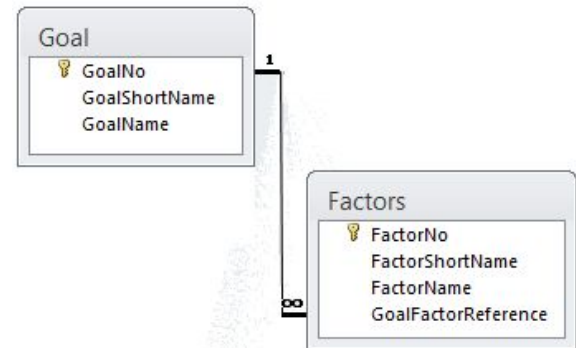 Goal
GoalNo
GoalShortName
GoalName
1
Factors
FactorNo
FactorShortName
FactorName
GoalFactorReference
∞